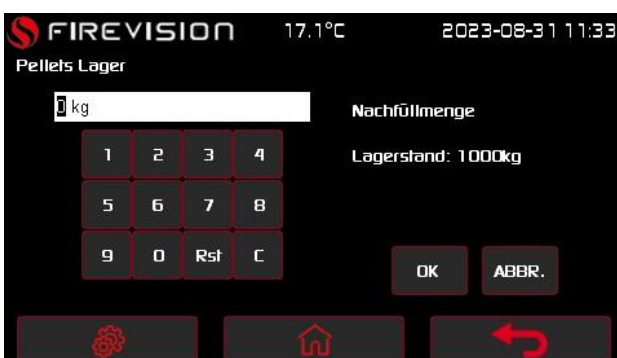 FIREVISION 17.1°C 2023-08-31 11:33
Pellets Lager
0 kg
Nachfüllmenge
1 2 3 4
Lagerstand: 1000kg
5 6 7 8
9 0 Rst C
OK ABBR.